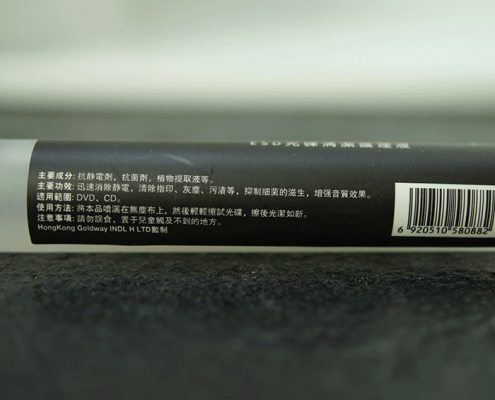 ESD光碟清潔護理液
主要成分: 抗静電劑，抗菌劑，植物提取液等。
主要功效: 迅速消除静電，清除指印、灰塵、污漬等，抑制細菌的滋生，增强音質效果。
適用範圍: DVD、CD。
使用方法: 將本品噴灑在無塵布上，然後輕輕擦拭光碟，擦後光潔如新。
注意事項: 請勿誤食，置于兒童觸及不到的地方。
HongKong Goldway INDL H LTD監制
6 920510 580882